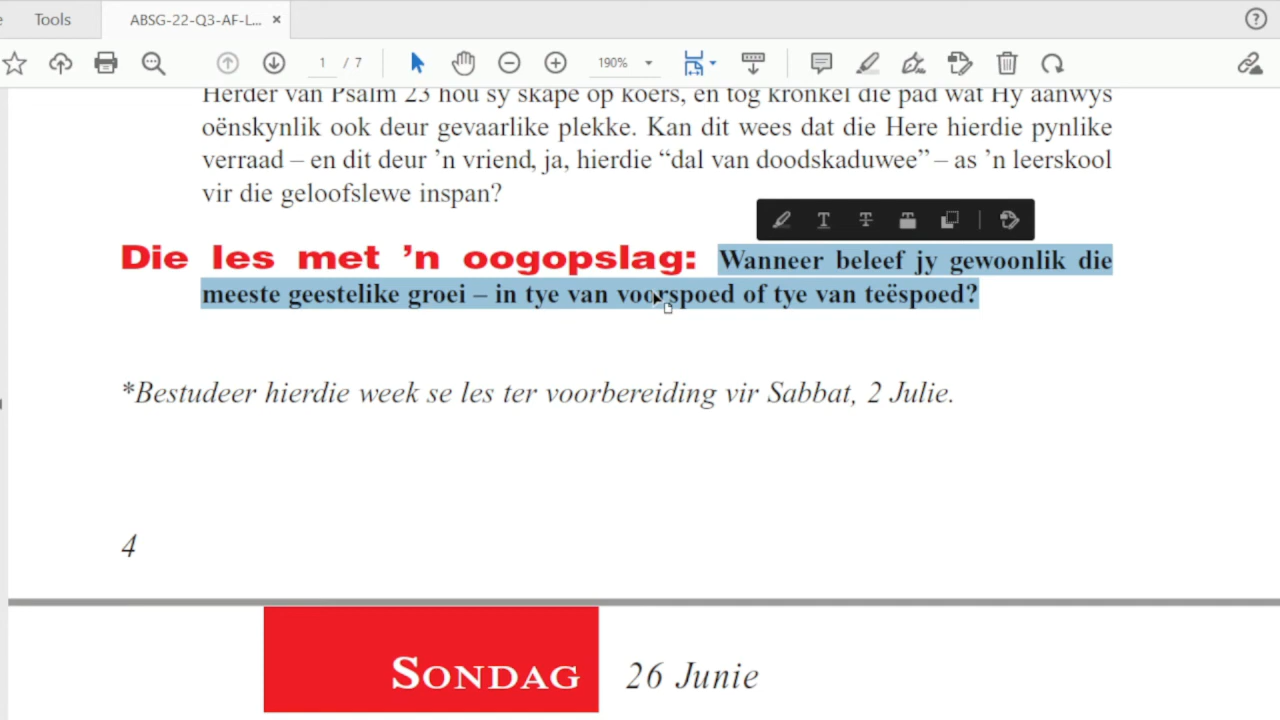 Tools
ABSG-22-Q3-AF-L... ×
1 / 7
190%
Herder van Psalm 23 hou sy skape op koers, en tog kronkel die pad wat Hy aanwys
oënskynlik ook deur gevaarlike plekke. Kan dit wees dat die Here hierdie pynlike
verraad – en dit deur ’n vriend, ja, hierdie “dal van doodskaduwee” – as ’n leerskool
vir die geloofslewe inspan?
Die les met ’n oogopslag: Wanneer beleef jy gewoonlik die
meeste geestelike groei – in tye van voorspoed of tye van teëspoed?
*Bestudeer hierdie week se les ter voorbereiding vir Sabbat, 2 Julie.
4
SONDAG 26 Junie